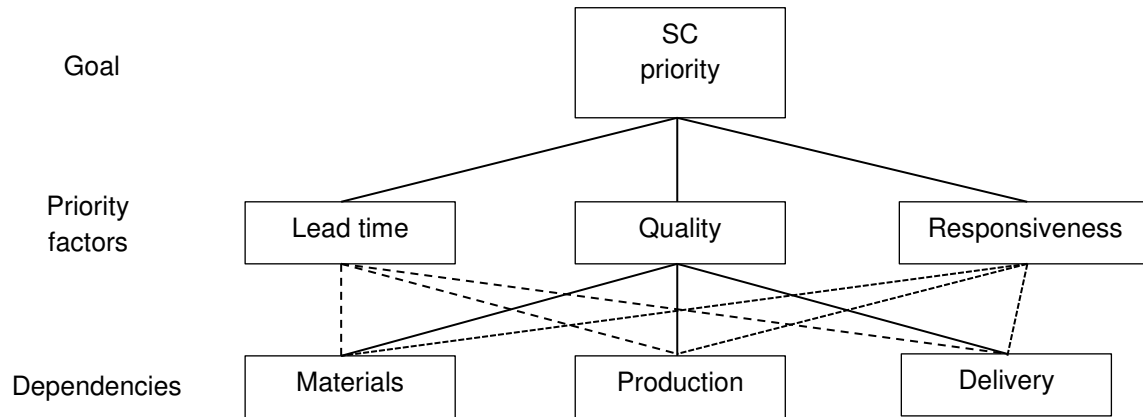 SC
priority
Goal
Priority
factors
Lead time
Quality
Responsiveness
Materials
Production
Delivery
Dependencies